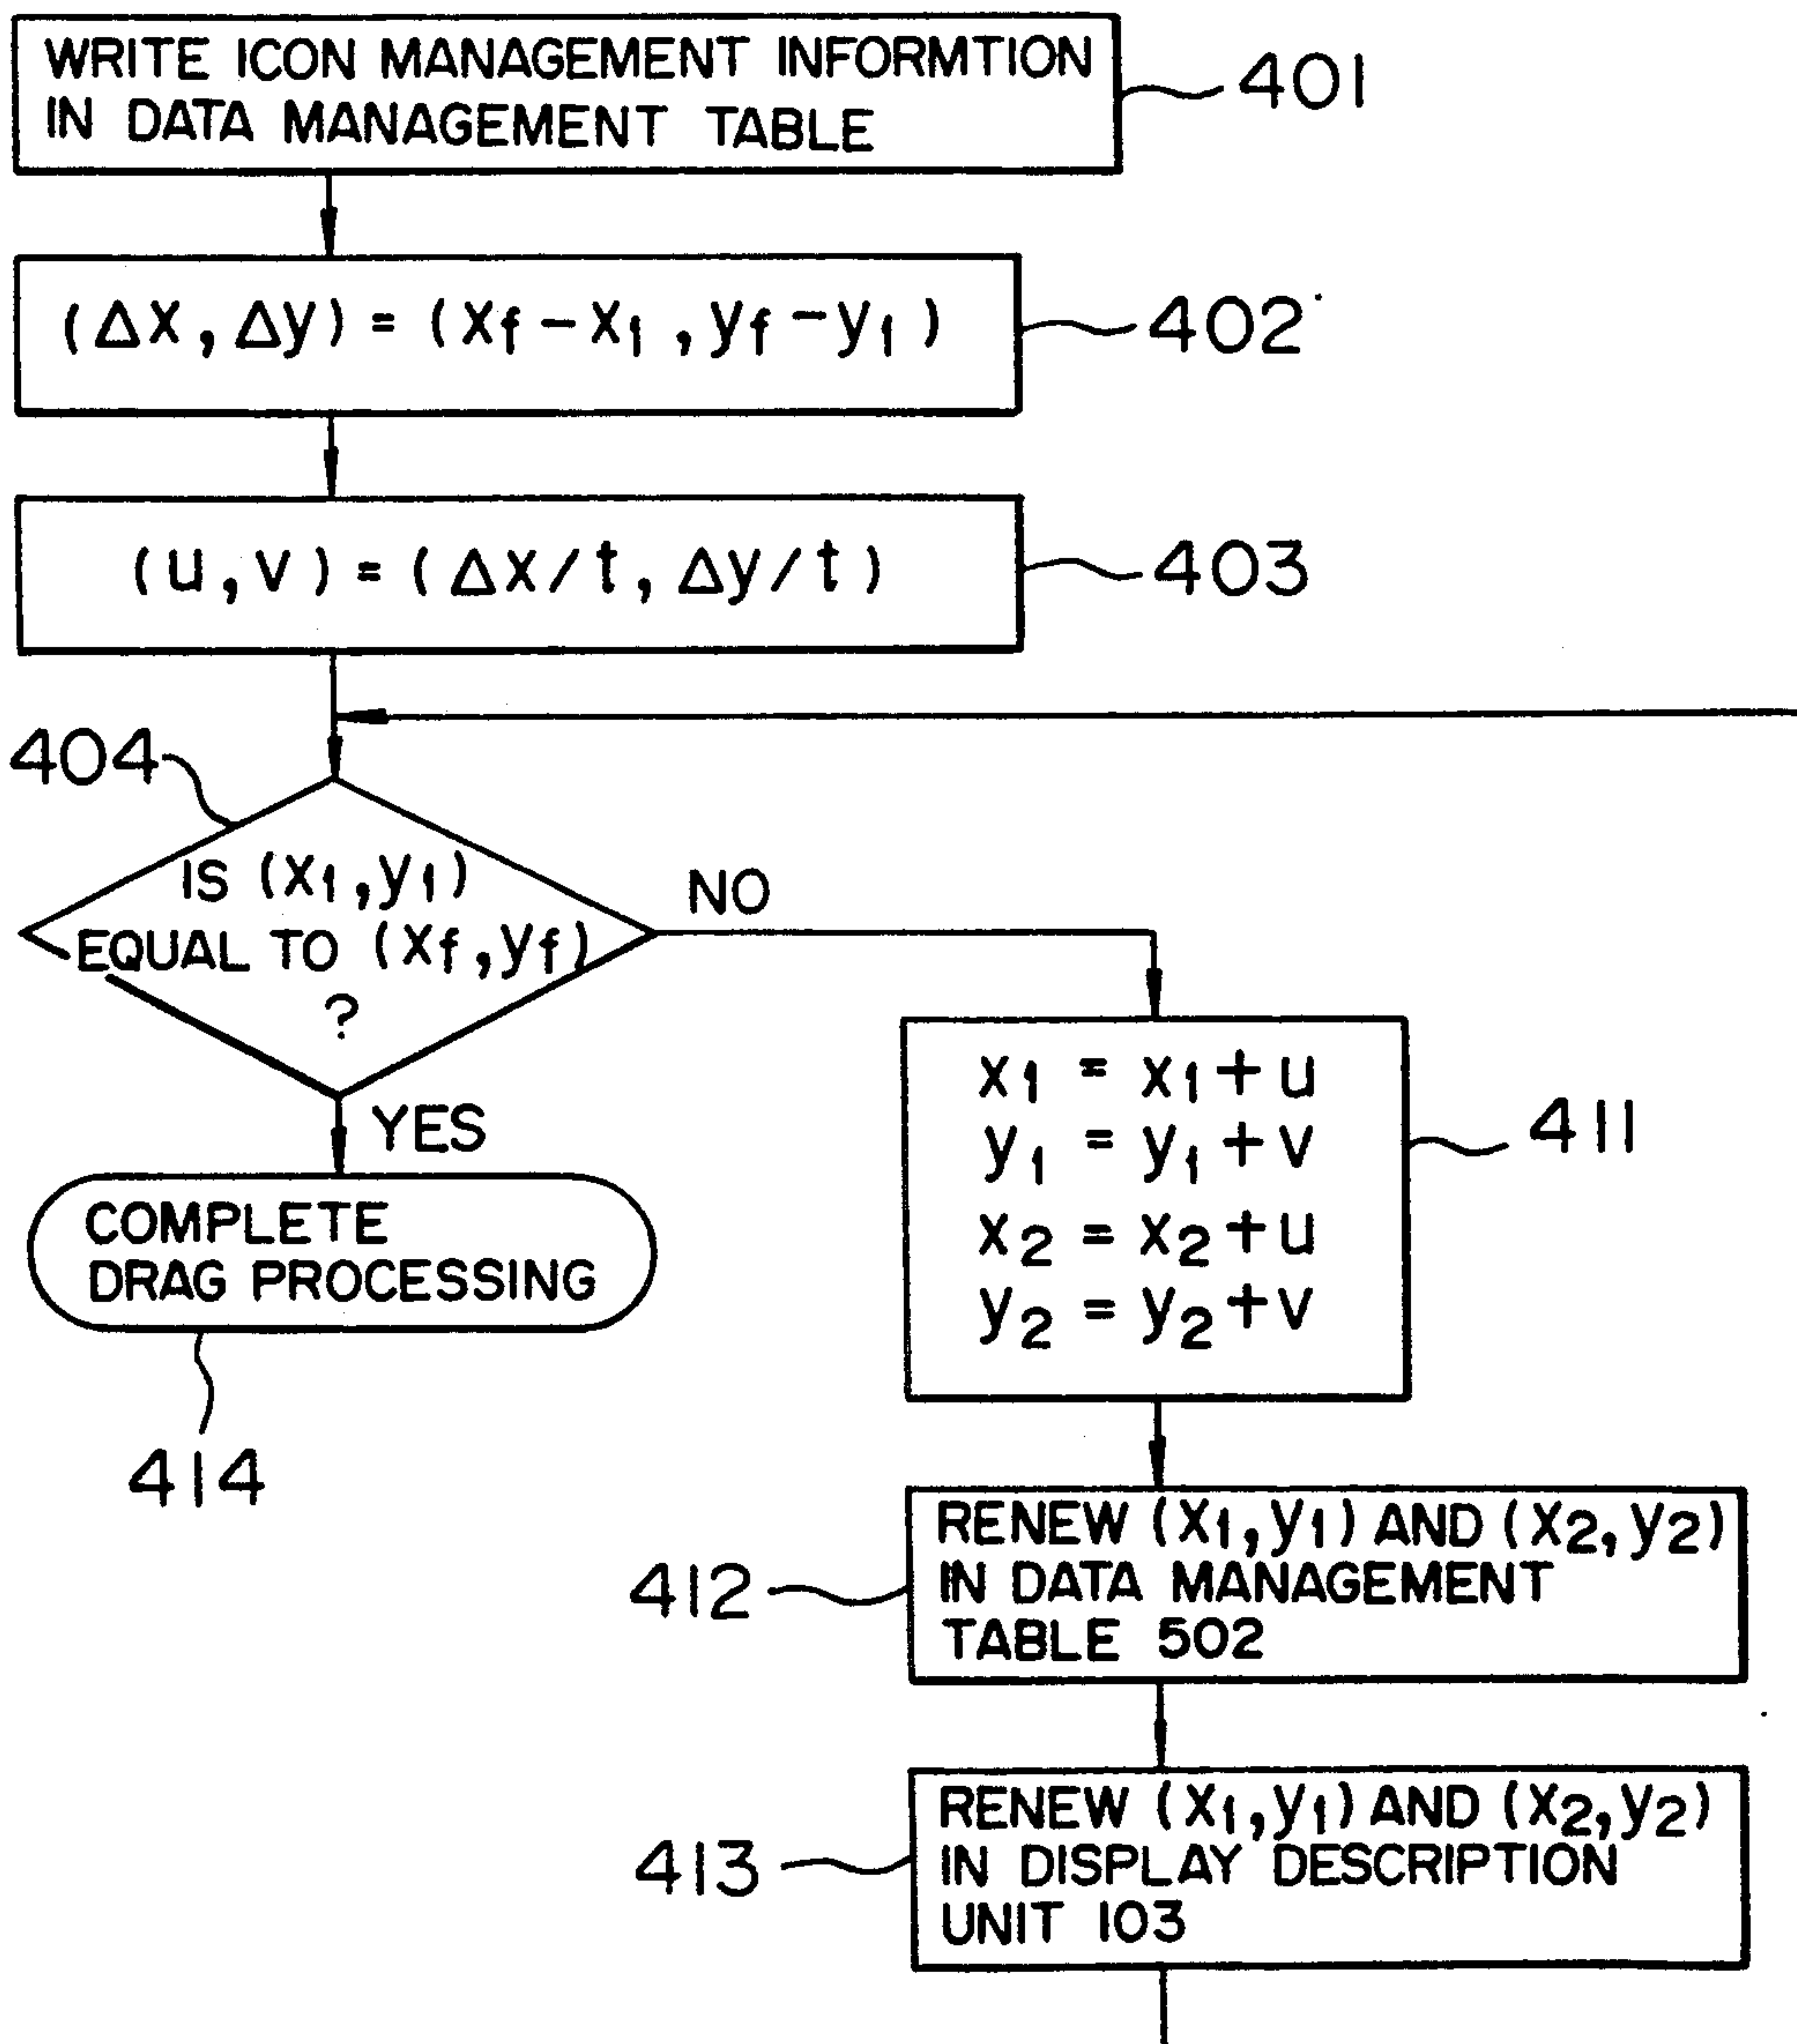 WRITE ICON MANAGEMENT INFORMTION
IN DATA MANAGEMENT TABLE
401
(Δx, Δy) = (xf − x1, yf − y1)
402
(u, v) = (Δx/t, Δy/t)
403
404
IS (x1, y1)
EQUAL TO (xf, yf)
?
NO
YES
COMPLETE
DRAG PROCESSING
414
x1 = x1 + u
y1 = y1 + v
x2 = x2 + u
y2 = y2 + v
411
RENEW (x1, y1) AND (x2, y2)
IN DATA MANAGEMENT
TABLE 502
412
RENEW (x1, y1) AND (x2, y2)
IN DISPLAY DESCRIPTION
UNIT 103
413